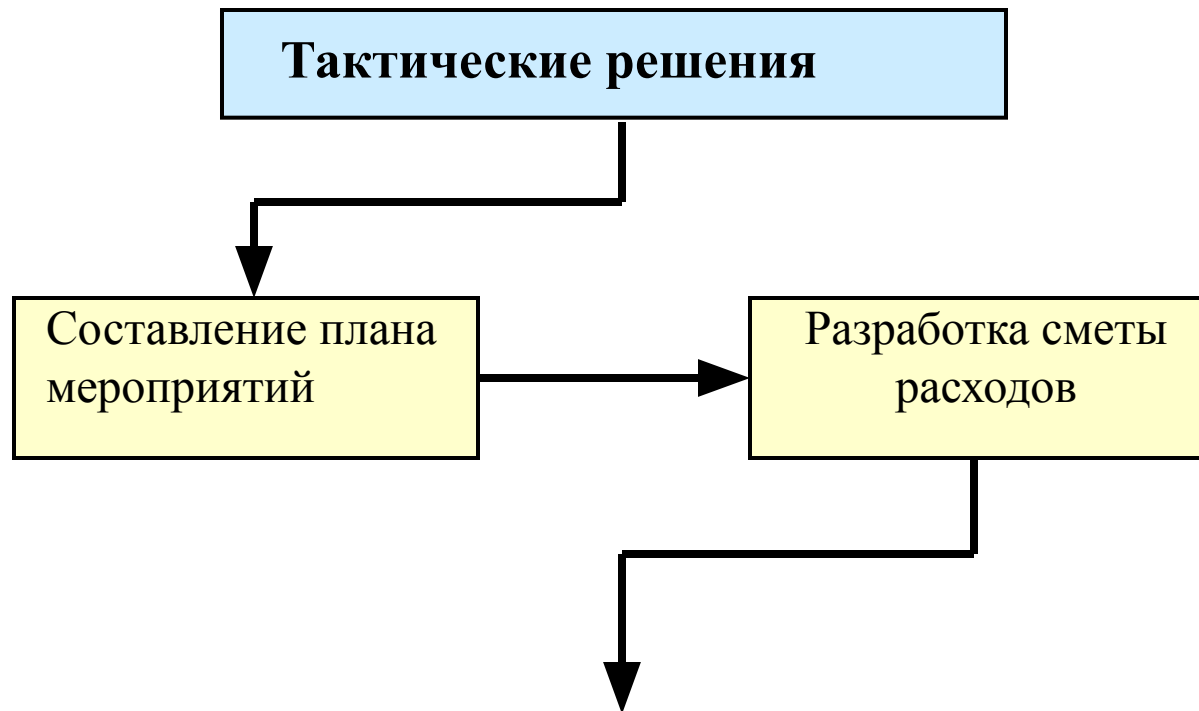 Тактические решения
Составление плана
мероприятий
Разработка сметы
расходов